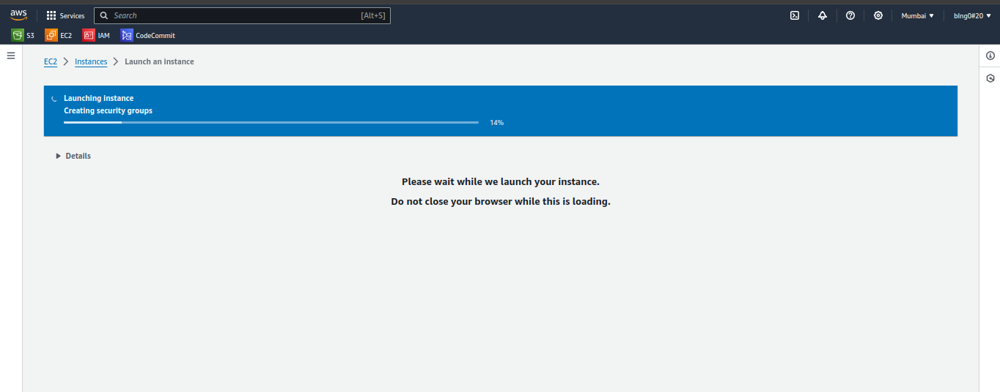 aws
Services
Search
[Alt+S]
Mumbai
blng0#20
S3
EC2
IAM
CodeCommit
EC2
Instances
Launch an instance
Launching instance
Creating security groups
14%
Details
Please wait while we launch your instance.
Do not close your browser while this is loading.